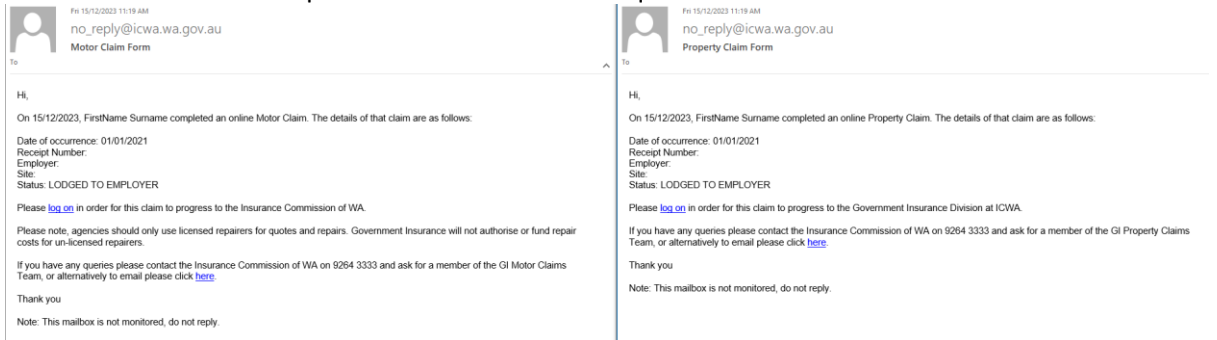 Fri 15/12/2023 11:19 AM
no_reply@icwa.wa.gov.au
Motor Claim Form
To
Hi,
On 15/12/2023, FirstName Surname completed an online Motor Claim. The details of that claim are as follows:
Date of occurrence: 01/01/2021
Receipt Number:
Employer:
Site:
Status: LODGED TO EMPLOYER
Please log on in order for this claim to progress to the Insurance Commission of WA.
Please note, agencies should only use licensed repairers for quotes and repairs. Government Insurance will not authorise or fund repair
costs for un-licensed repairers.
If you have any queries please contact the Insurance Commission of WA on 9264 3333 and ask for a member of the GI Motor Claims
Team, or alternatively to email please click here.
Thank you
Note: This mailbox is not monitored, do not reply.
Fri 15/12/2023 11:19 AM
no_reply@icwa.wa.gov.au
Property Claim Form
To
Hi,
On 15/12/2023, FirstName Surname completed an online Property Claim. The details of that claim are as follows:
Date of occurrence: 01/01/2021
Receipt Number:
Employer:
Site:
Status: LODGED TO EMPLOYER
Please log on in order for this claim to progress to the Government Insurance Division at ICWA.
If you have any queries please contact the Insurance Commission of WA on 9264 3333 and ask for a member of the GI Property Claims
Team, or alternatively to email please click here.
Thank you
Note: This mailbox is not monitored, do not reply.